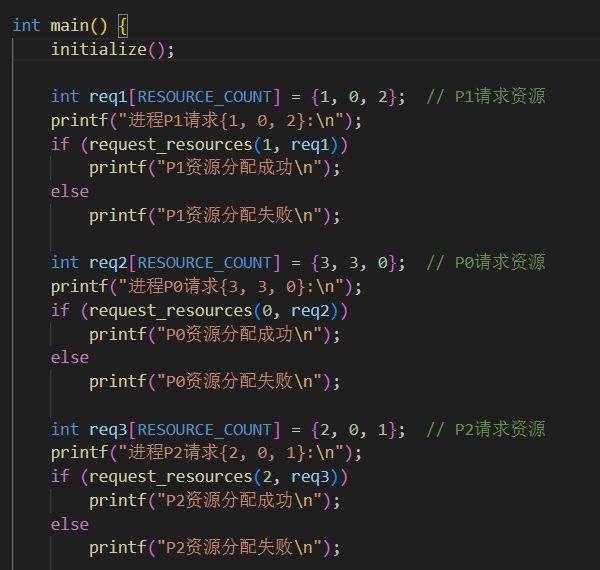 int main() {
    initialize();
    int req1[RESOURCE_COUNT] = {1, 0, 2};  // P1请求资源
    printf("进程P1请求{1, 0, 2}:\n");
    if (request_resources(1, req1))
        printf("P1资源分配成功\n");
    else
        printf("P1资源分配失败\n");
    int req2[RESOURCE_COUNT] = {3, 3, 0};  // P0请求资源
    printf("进程P0请求{3, 3, 0}:\n");
    if (request_resources(0, req2))
        printf("P0资源分配成功\n");
    else
        printf("P0资源分配失败\n");
    int req3[RESOURCE_COUNT] = {2, 0, 1};  // P2请求资源
    printf("进程P2请求{2, 0, 1}:\n");
    if (request_resources(2, req3))
        printf("P2资源分配成功\n");
    else
        printf("P2资源分配失败\n");